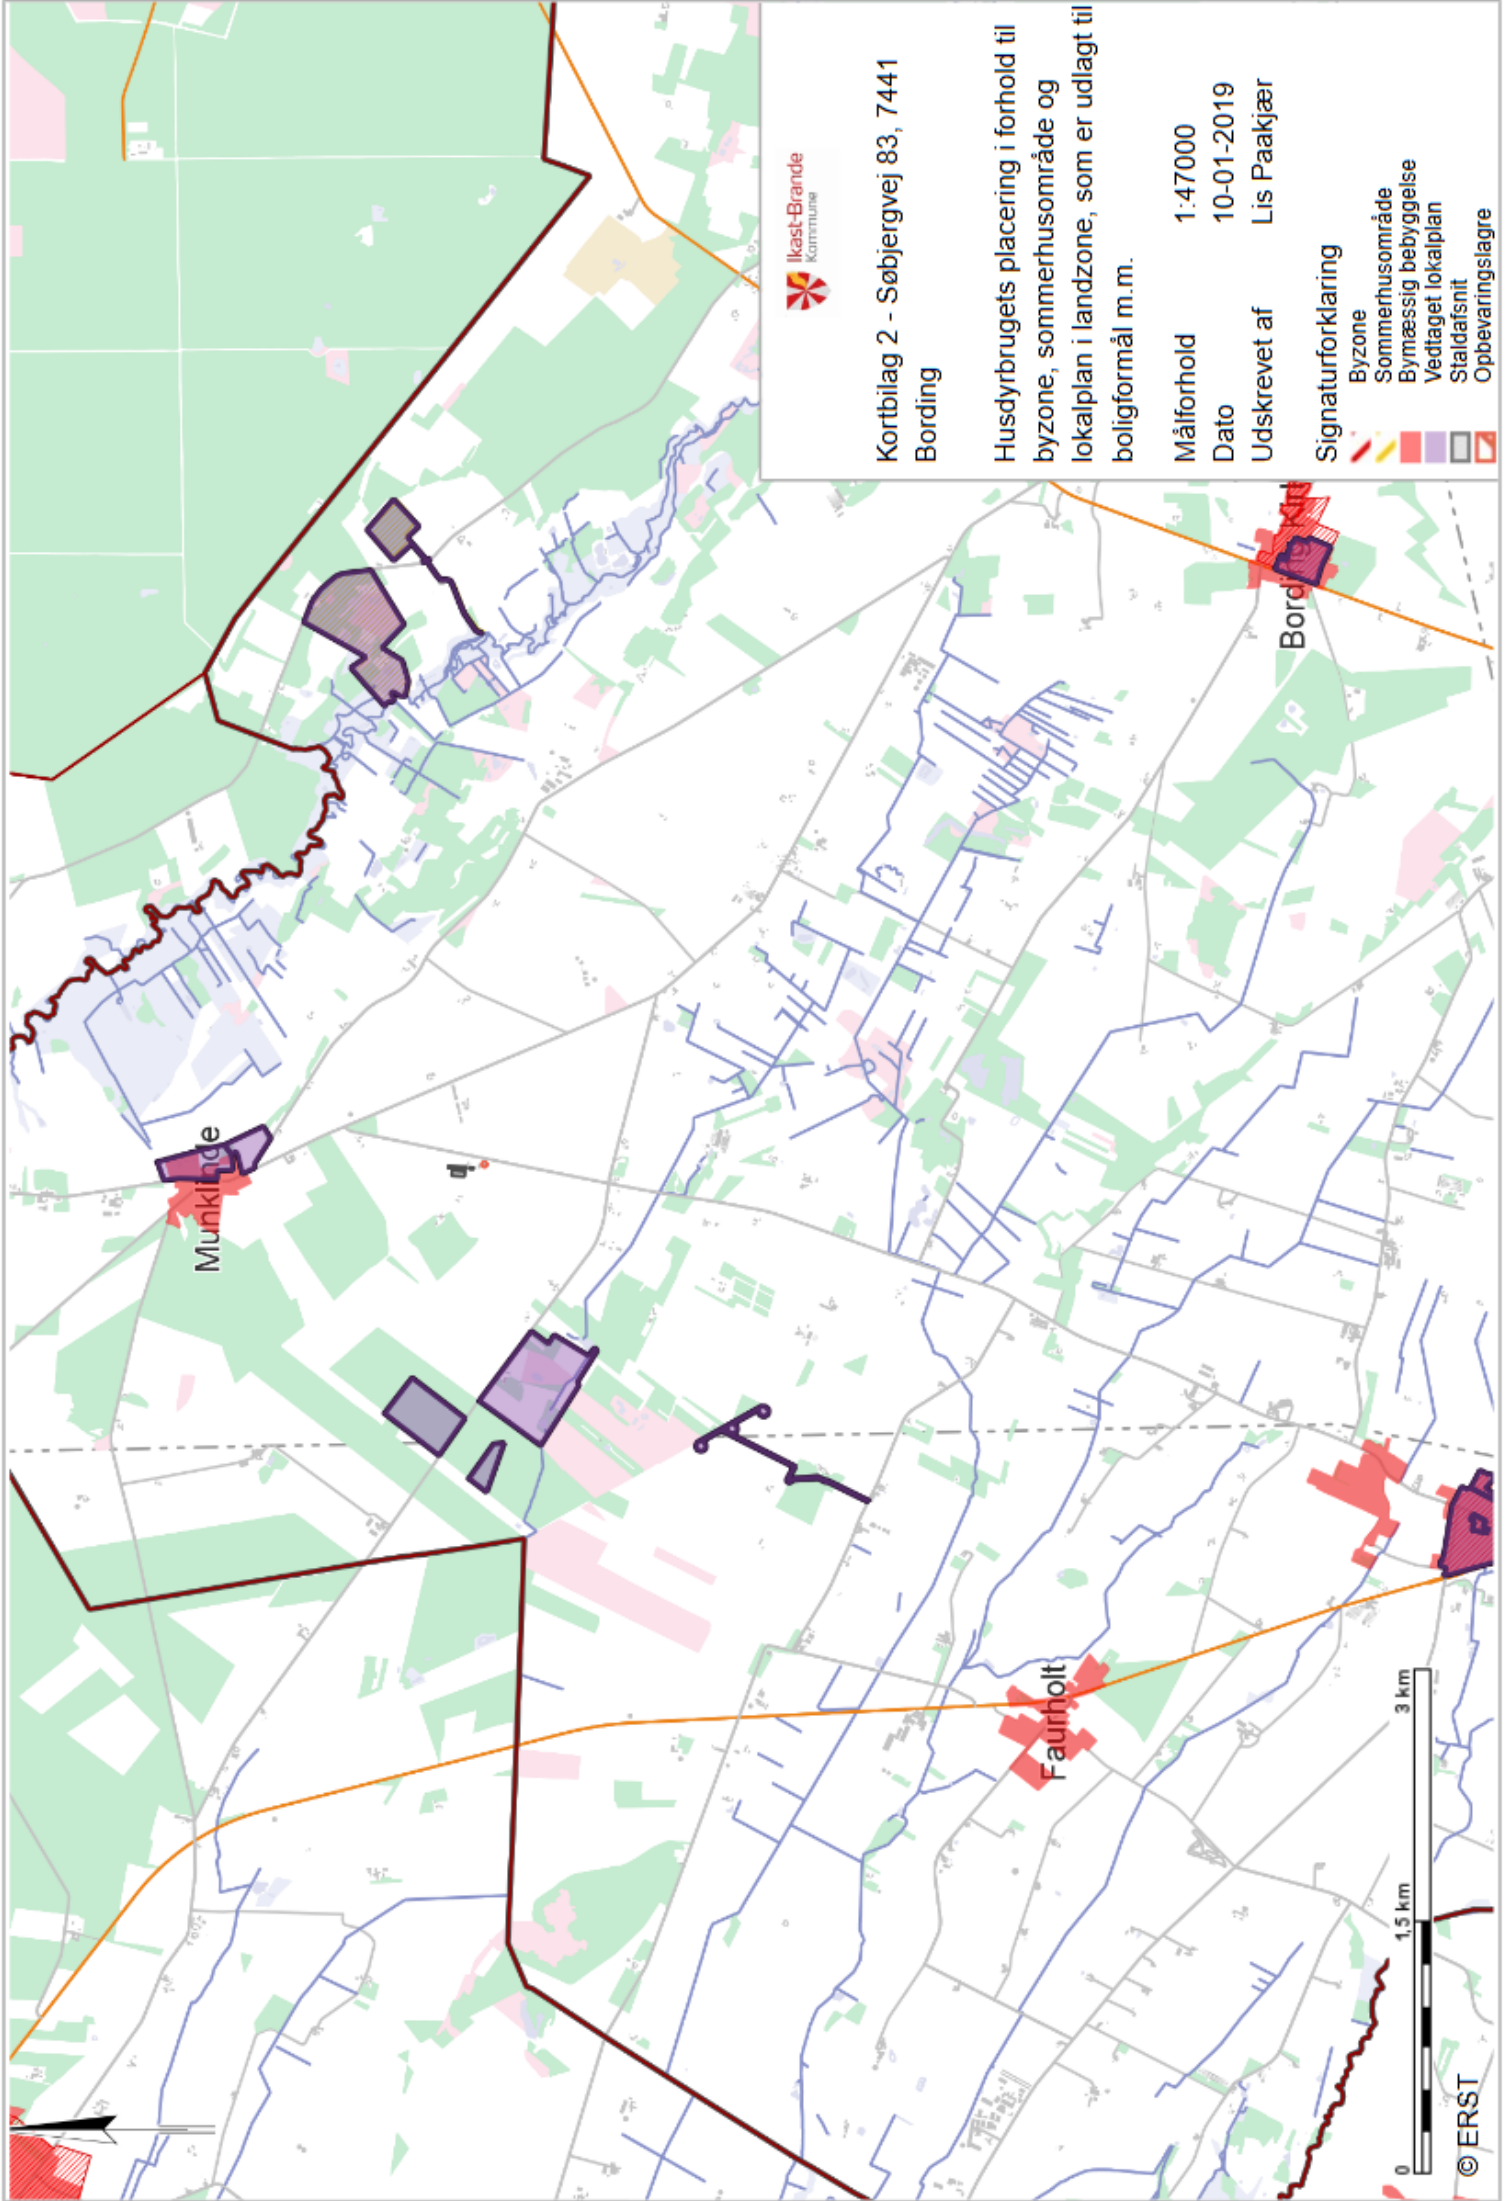 Ikast-Brande
Kommune
Kortbilag 2 - Søbjergvej 83, 7441
Bording
Husdyrbrugets placering i forhold til
byzone, sommerhusområde og
lokalplan i landzone, som er udlagt til
boligformål m.m.
Målforhold 1:47000
Dato 10-01-2019
Udskrevet af Lis Paakjær
Signaturforklaring
Byzone
Sommerhusområde
Bymæssig bebyggelse
Vedtaget lokalplan
Staldafsnit
Opbevaringslagre
Munklinde
Faurholt
Bording
0 1,5 km 3 km
© ERST